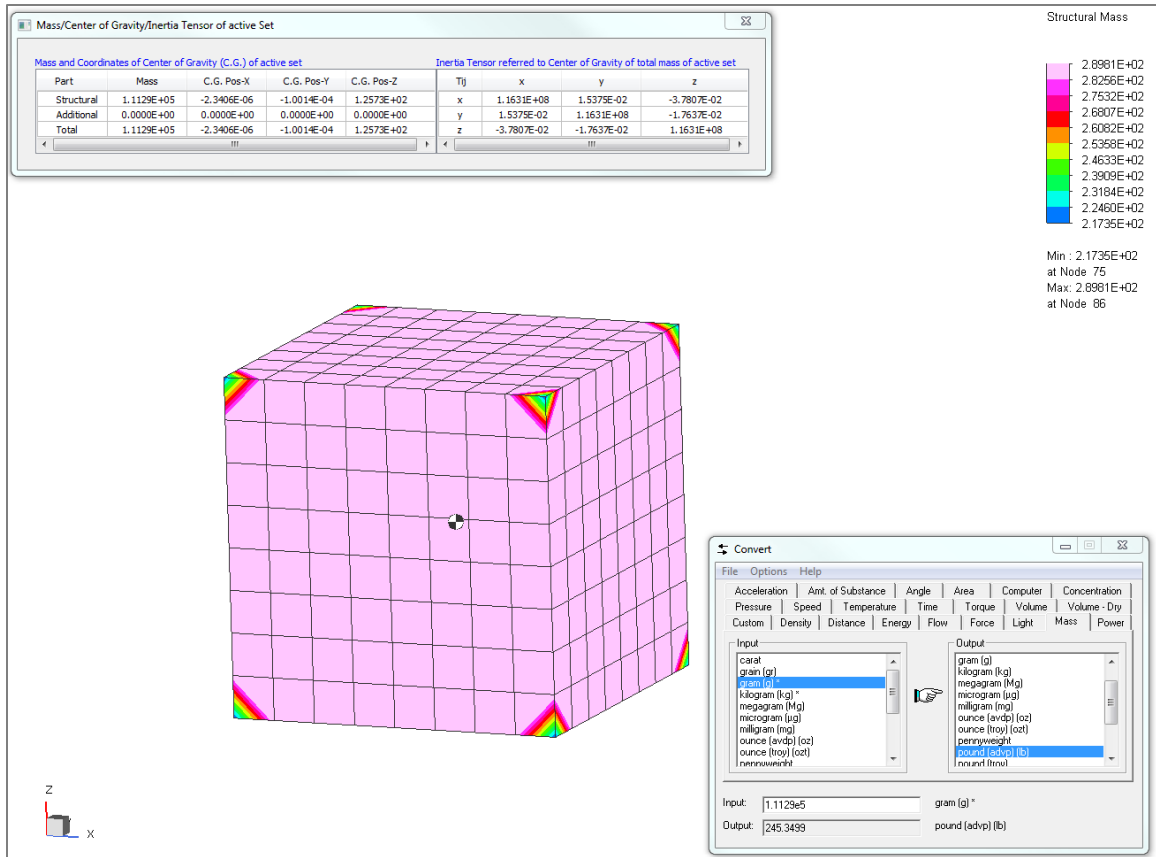 Mass/Center of Gravity/Inertia Tensor of active Set
Mass and Coordinates of Center of Gravity (C.G.) of active set
Part Mass C.G. Pos-X C.G. Pos-Y C.G. Pos-Z
Structural 1.1129E+05 -2.3406E-06 -1.0014E-04 1.2573E+02
Additional 0.0000E+00 0.0000E+00 0.0000E+00 0.0000E+00
Total 1.1129E+05 -2.3406E-06 -1.0014E-04 1.2573E+02
Inertia Tensor referred to Center of Gravity of total mass of active set
Tij x y z
x 1.1631E+08 1.5375E-02 -3.7807E-02
y 1.5375E-02 1.1631E+08 -1.7637E-02
z -3.7807E-02 -1.7637E-02 1.1631E+08
Structural Mass
2.8981E+02
2.8256E+02
2.7532E+02
2.6807E+02
2.6082E+02
2.5358E+02
2.4633E+02
2.3909E+02
2.3184E+02
2.2460E+02
2.1735E+02
Min : 2.1735E+02
at Node 75
Max: 2.8981E+02
at Node 86
Z
X
Convert
File Options Help
Acceleration Amt. of Substance Angle Area Computer Concentration
Pressure Speed Temperature Time Torque Volume Volume - Dry
Custom Density Distance Energy Flow Force Light Mass Power
Input
carat
grain (gr)
gram (g) *
kilogram (kg) *
megagram (Mg)
microgram (µg)
milligram (mg)
ounce (avdp) (oz)
ounce (troy) (ozt)
pennyweight
Output
gram (g)
kilogram (kg)
megagram (Mg)
microgram (µg)
milligram (mg)
ounce (avdp) (oz)
ounce (troy) (ozt)
pennyweight
pound (advp) (lb)
pound (troy)
Input: 1.1129e5 gram (g) *
Output: 245.3499 pound (advp) (lb)